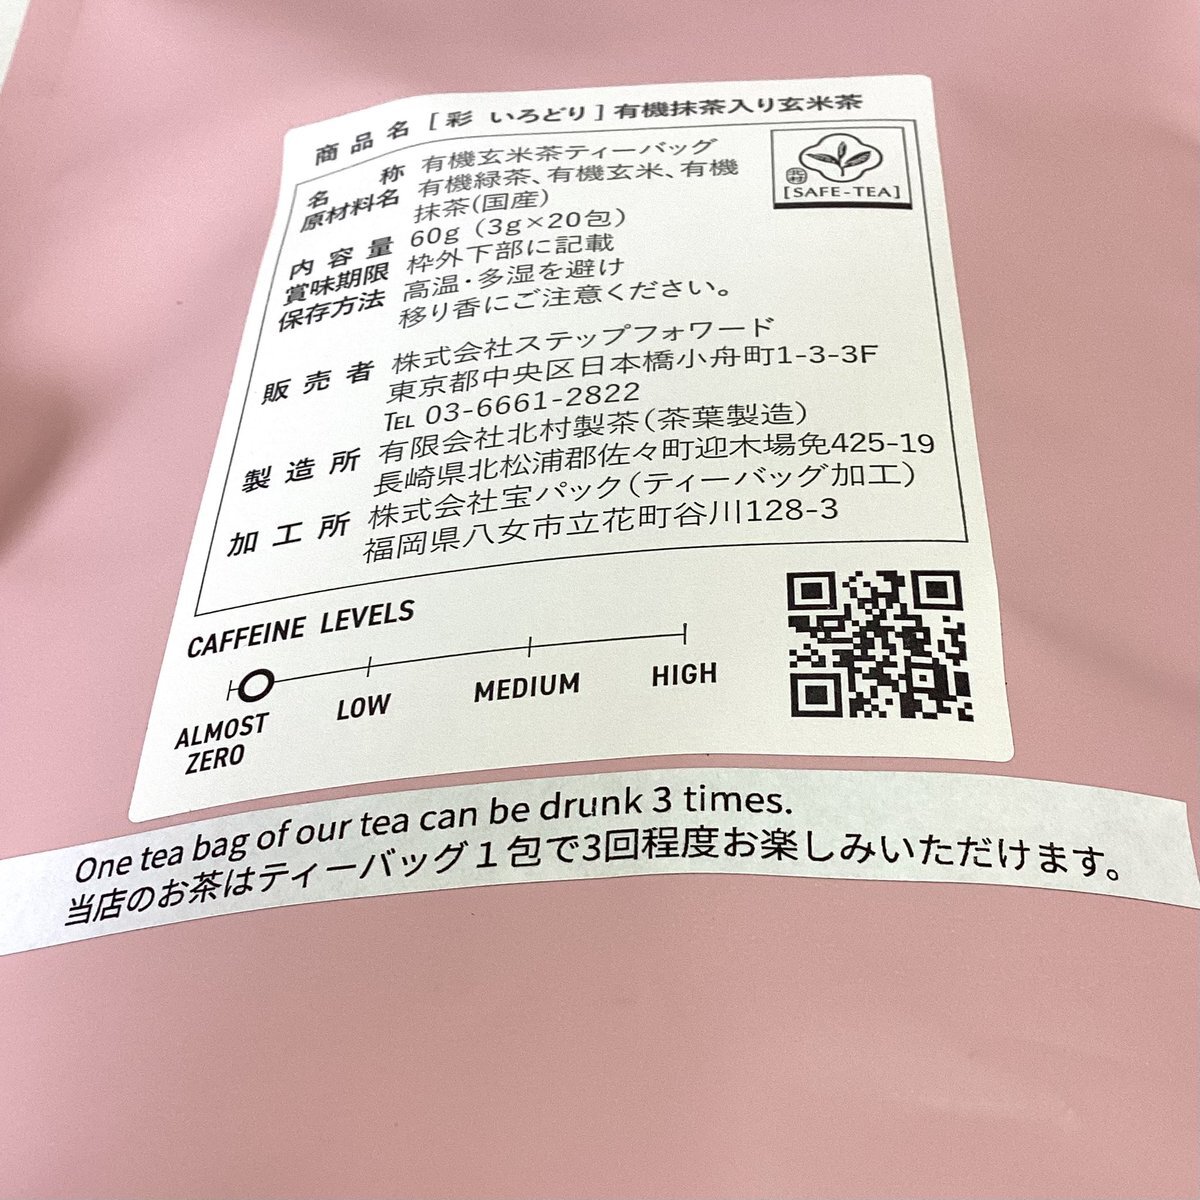 商品名 [彩 いろどり]有機抹茶入り玄米茶
名称 有機玄米茶ティーバッグ
原材料名 有機緑茶、有機玄米、有機
抹茶(国産)
内容量 60g (3g×20包)
賞味期限 枠外下部に記載
保存方法 高温・多湿を避け
移り香にご注意ください。
販売者 株式会社ステップフォワード
東京都中央区日本橋小舟町1-3-3F
TEL 03-6661-2822
製造所 有限会社北村製茶(茶葉製造)
長崎県北松浦郡佐々町迎木場免425-19
加工所 株式会社宝パック(ティーバッグ加工)
福岡県八女市立花町谷川128-3
[SAFE-TEA]
CAFFEINE LEVELS
ALMOST
ZERO
LOW
MEDIUM
HIGH
One tea bag of our tea can be drunk 3 times.
当店のお茶はティーバッグ1包で3回程度お楽しみいただけます。